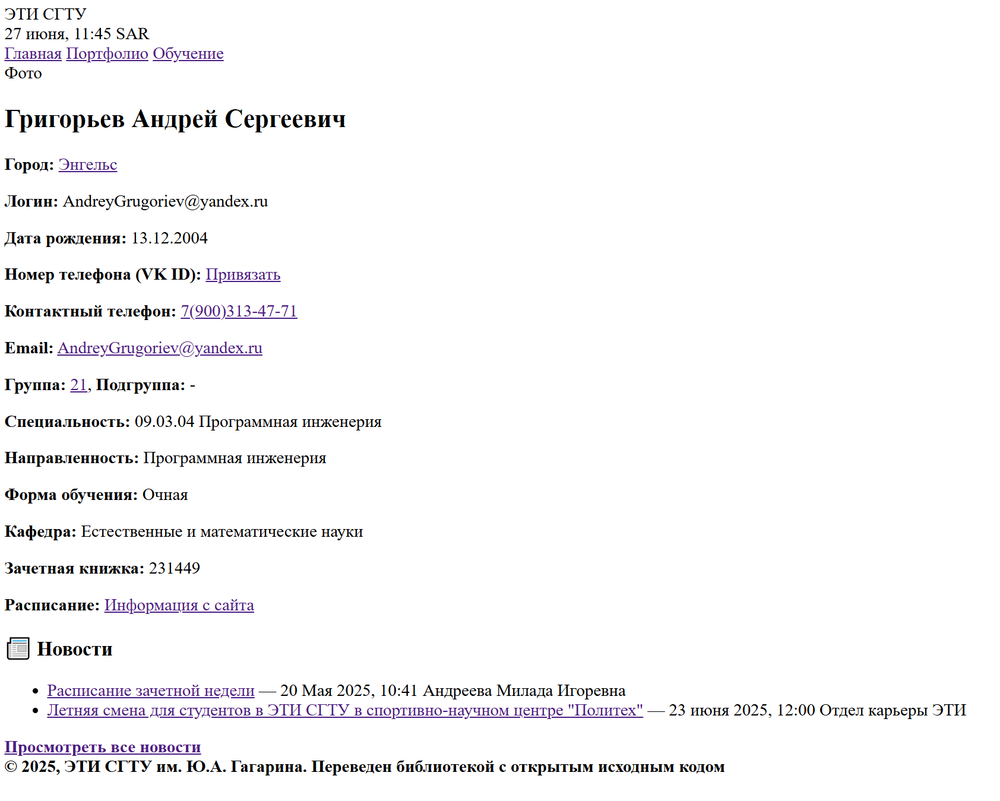 ЭТИ СГТУ
27 июня, 11:45 SAR
Главная Портфолио Обучение
Фото
Григорьев Андрей Сергеевич
Город: Энгельс
Логин: AndreyGrugoriev@yandex.ru
Дата рождения: 13.12.2004
Номер телефона (VK ID): Привязать
Контактный телефон: 7(900)313-47-71
Email: AndreyGrugoriev@yandex.ru
Группа: 21, Подгруппа: -
Специальность: 09.03.04 Программная инженерия
Направленность: Программная инженерия
Форма обучения: Очная
Кафедра: Естественные и математические науки
Зачетная книжка: 231449
Расписание: Информация с сайта
Новости
• Расписание зачетной недели — 20 Мая 2025, 10:41 Андреева Милада Игоревна
• Летняя смена для студентов в ЭТИ СГТУ в спортивно-научном центре "Политех" — 23 июня 2025, 12:00 Отдел карьеры ЭТИ
Просмотреть все новости
© 2025, ЭТИ СГТУ им. Ю.А. Гагарина. Переведен библиотекой с открытым исходным кодом